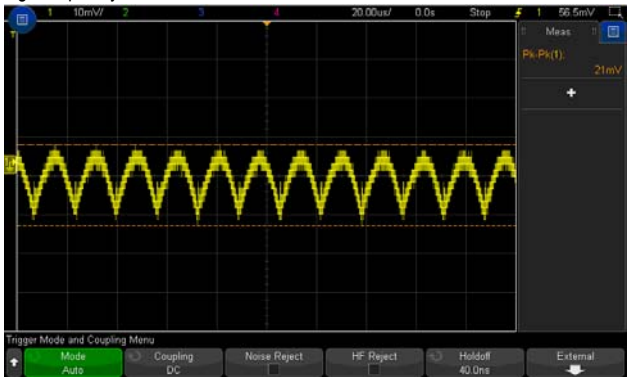 1 10mV/ 2 3 4 20.00us/ 0.0s Stop 1 56.5mV
Meas
Pk-Pk(1):
21mV
Trigger Mode and Coupling Menu
Mode
Auto
Coupling
DC
Noise Reject
HF Reject
Holdoff
40.0ns
External